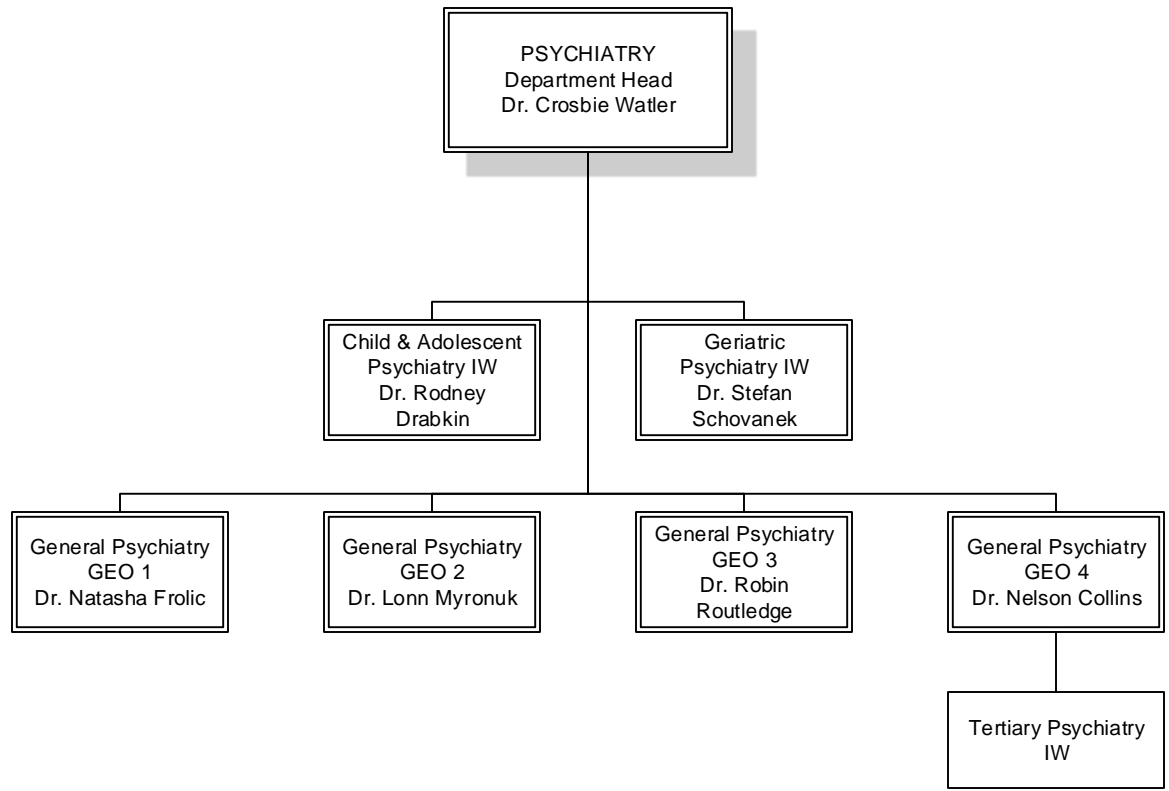 PSYCHIATRY
Department Head
Dr. Crosbie Watler
Child & Adolescent
Psychiatry IW
Dr. Rodney
Drabkin
Geriatric
Psychiatry IW
Dr. Stefan
Schovanek
General Psychiatry
GEO 1
Dr. Natasha Frolic
General Psychiatry
GEO 2
Dr. Lonn Myronuk
General Psychiatry
GEO 3
Dr. Robin
Routledge
General Psychiatry
GEO 4
Dr. Nelson Collins
Tertiary Psychiatry
IW